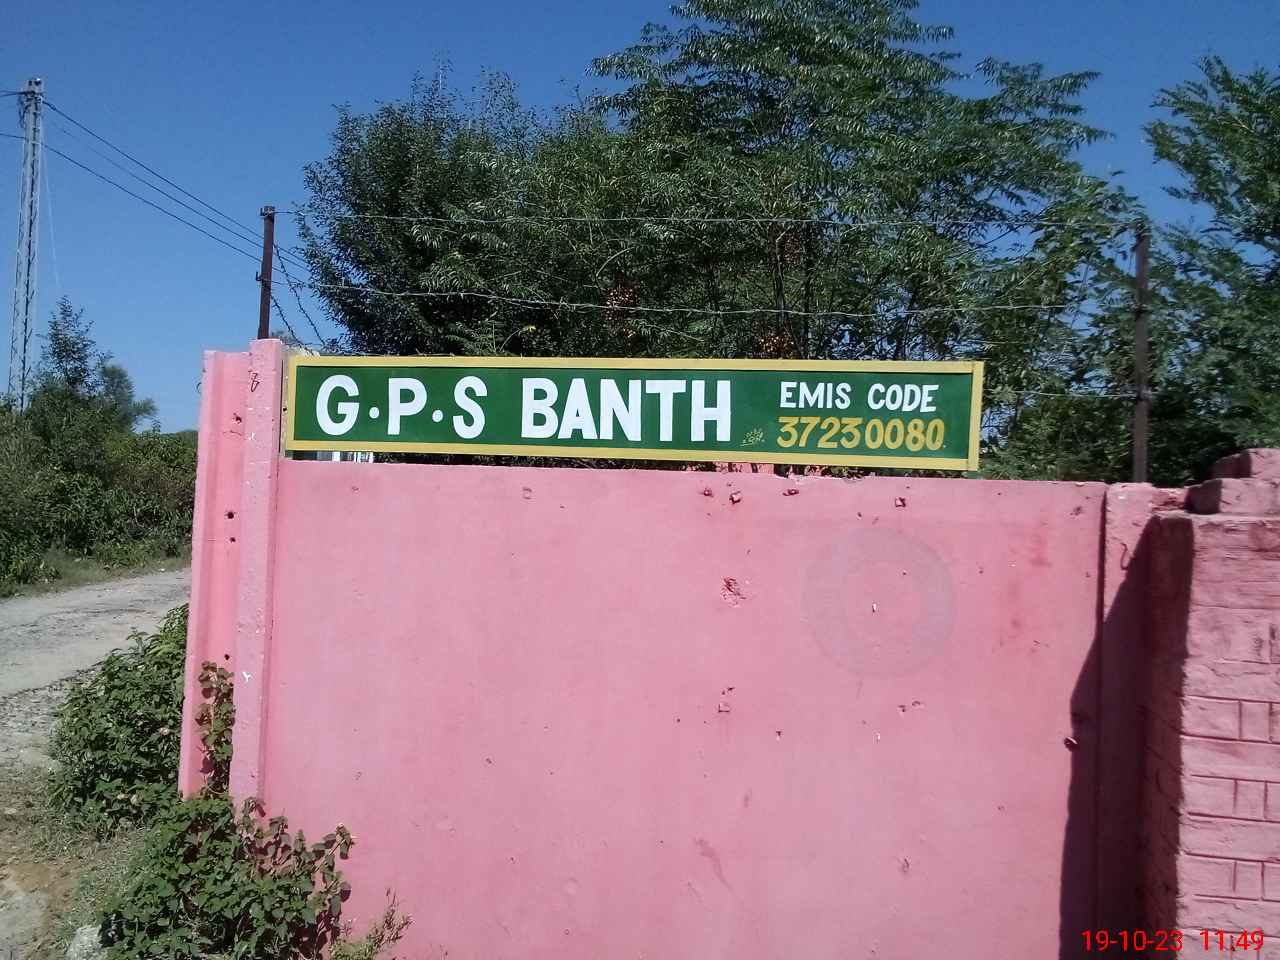 G.P.S BANTH
EMIS CODE
37230080
19-10-23 11:49